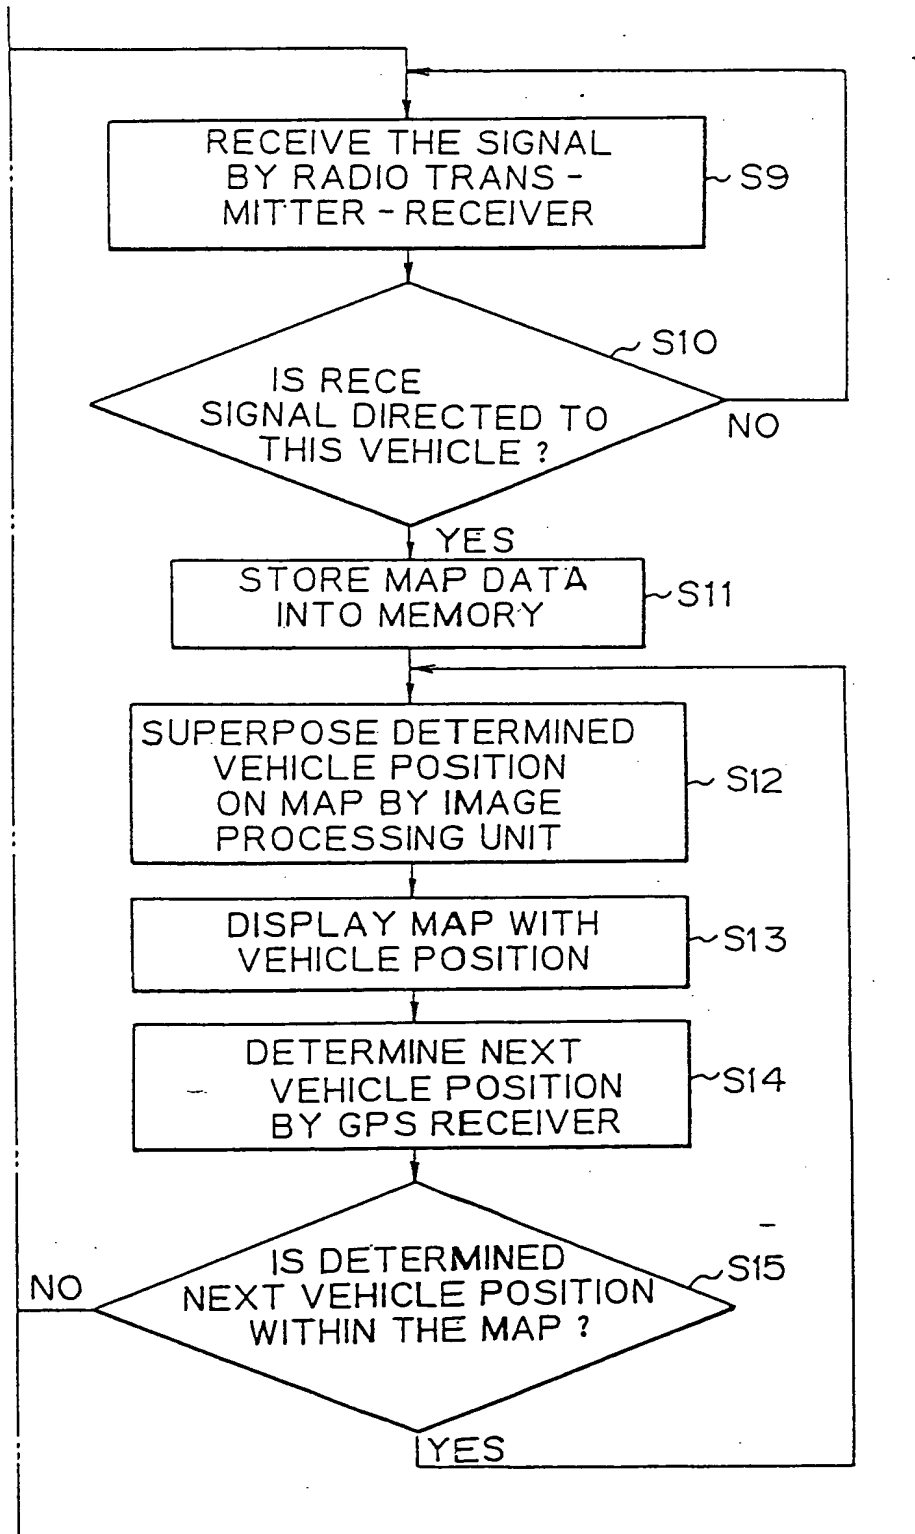 RECEIVE THE SIGNAL
BY RADIO TRANS -
MITTER - RECEIVER
S9
S10
IS RECE
SIGNAL DIRECTED TO
THIS VEHICLE ?
NO
YES
STORE MAP DATA
INTO MEMORY
S11
SUPERPOSE DETERMINED
VEHICLE POSITION
ON MAP BY IMAGE
PROCESSING UNIT
S12
DISPLAY MAP WITH
VEHICLE POSITION
S13
DETERMINE NEXT
VEHICLE POSITION
BY GPS RECEIVER
S14
IS DETERMINED
NEXT VEHICLE POSITION
WITHIN THE MAP ?
S15
NO
YES